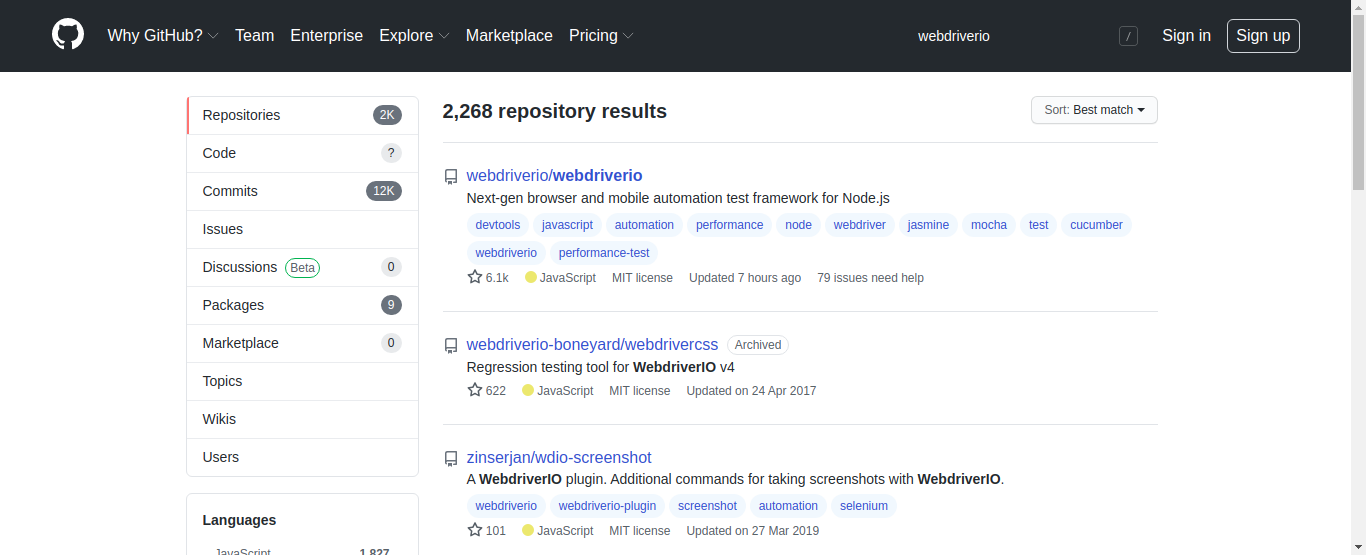 Why GitHub? Team Enterprise Explore Marketplace Pricing webdriverio / Sign in Sign up
Repositories 2K
Code ?
Commits 12K
Issues
Discussions Beta 0
Packages 9
Marketplace 0
Topics
Wikis
Users
Languages
JavaScript 1,827
2,268 repository results
Sort: Best match
webdriverio/webdriverio
Next-gen browser and mobile automation test framework for Node.js
devtools javascript automation performance node webdriver jasmine mocha test cucumber
webdriverio performance-test
6.1k JavaScript MIT license Updated 7 hours ago 79 issues need help
webdriverio-boneyard/webdrivercss Archived
Regression testing tool for WebdriverIO v4
622 JavaScript MIT license Updated on 24 Apr 2017
zinserjan/wdio-screenshot
A WebdriverIO plugin. Additional commands for taking screenshots with WebdriverIO.
webdriverio webdriverio-plugin screenshot automation selenium
101 JavaScript MIT license Updated on 27 Mar 2019